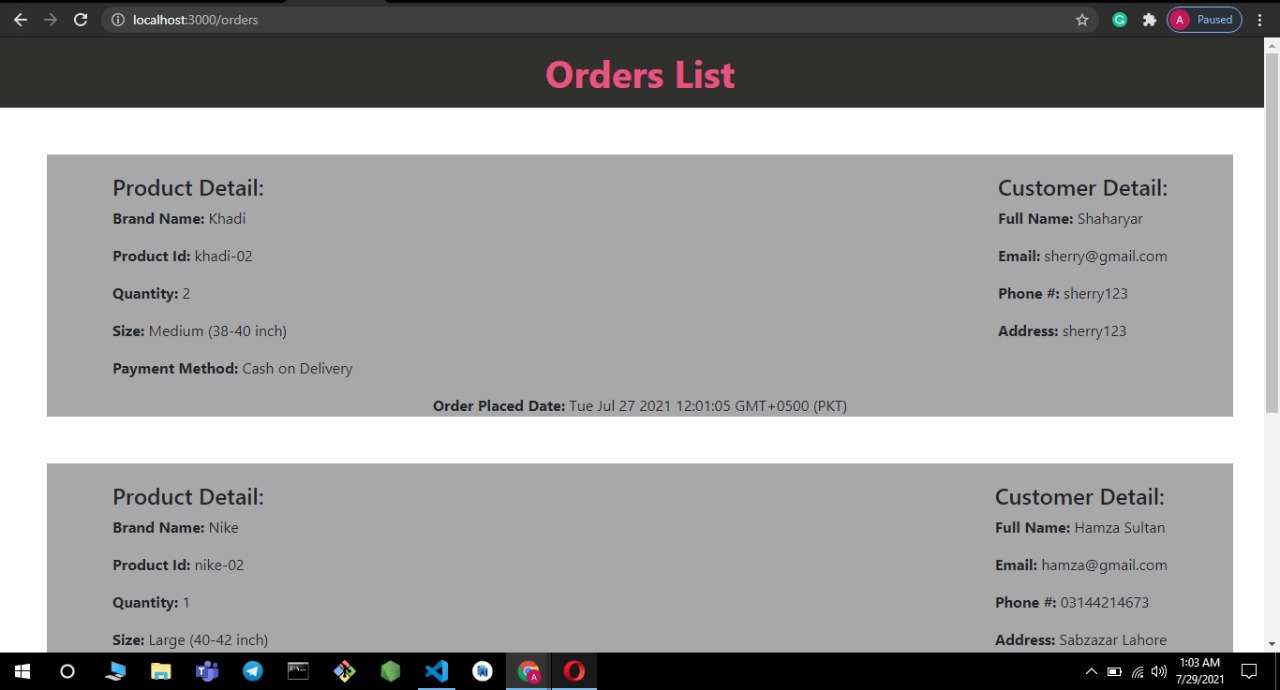 localhost:3000/orders
A Paused
Orders List
Product Detail:
Brand Name: Khadi
Product Id: khadi-02
Quantity: 2
Size: Medium (38-40 inch)
Payment Method: Cash on Delivery
Customer Detail:
Full Name: Shaharyar
Email: sherry@gmail.com
Phone #: sherry123
Address: sherry123
Order Placed Date: Tue Jul 27 2021 12:01:05 GMT+0500 (PKT)
Product Detail:
Brand Name: Nike
Product Id: nike-02
Quantity: 1
Size: Large (40-42 inch)
Customer Detail:
Full Name: Hamza Sultan
Email: hamza@gmail.com
Phone #: 03144214673
Address: Sabzazar Lahore
1:03 AM
7/29/2021